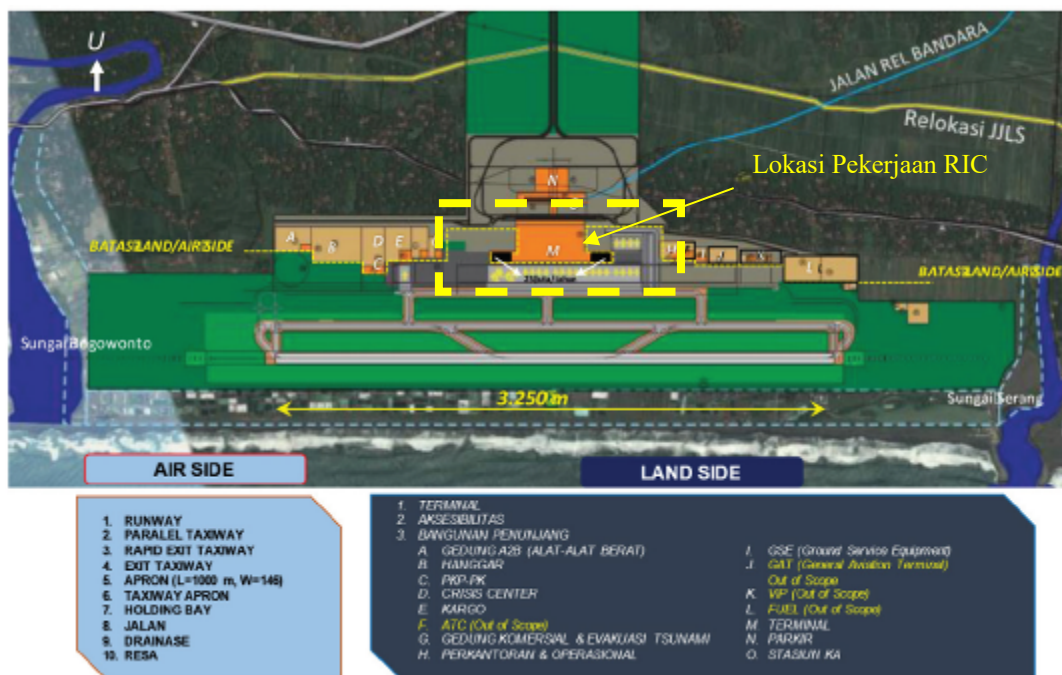 U
JALAN REL BANDARA
Relokasi JJLS
Lokasi Pekerjaan RIC
N
A
B
D
E
C
M
L
BATAS LAND/AIR SIDE
BATAS LAND/AIR SIDE
Sungai Bogowonto
3.250 m
Sungai Serang
AIR SIDE
LAND SIDE
1. RUNWAY
2. PARALEL TAXIWAY
3. RAPID EXIT TAXIWAY
4. EXIT TAXIWAY
5. APRON (L=1000 m, W=146)
6. TAXIWAY APRON
7. HOLDING BAY
8. JALAN
9. DRAINASE
10. RESA
1. TERMINAL
2. AKSESIBILITAS
3. BANGUNAN PENUNJANG
A. GEDUNG A2B (ALAT-ALAT BERAT)
B. HANGGAR
C. PKP-PK
D. CRISIS CENTER
E. KARGO
F. ATC (Out of Scope)
G. GEDUNG KOMERSIAL & EVAKUASI TSUNAMI
H. PERKANTORAN & OPERASIONAL
I. GSE (Ground Service Equipment)
J. GAT (General Aviation Terminal)
Out of Scope
K. VIP (Out of Scope)
L. FUEL (Out of Scope)
M. TERMINAL
N. PARKIR
O. STASIUN KA